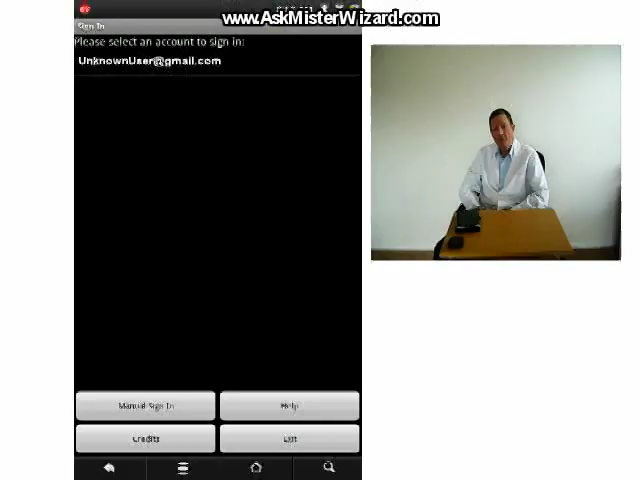 www.AskMisterWizard.com
Sign In
Please select an account to sign in:
UnknownUser@gmail.com
Manual Sign In
Help
Credits
Exit